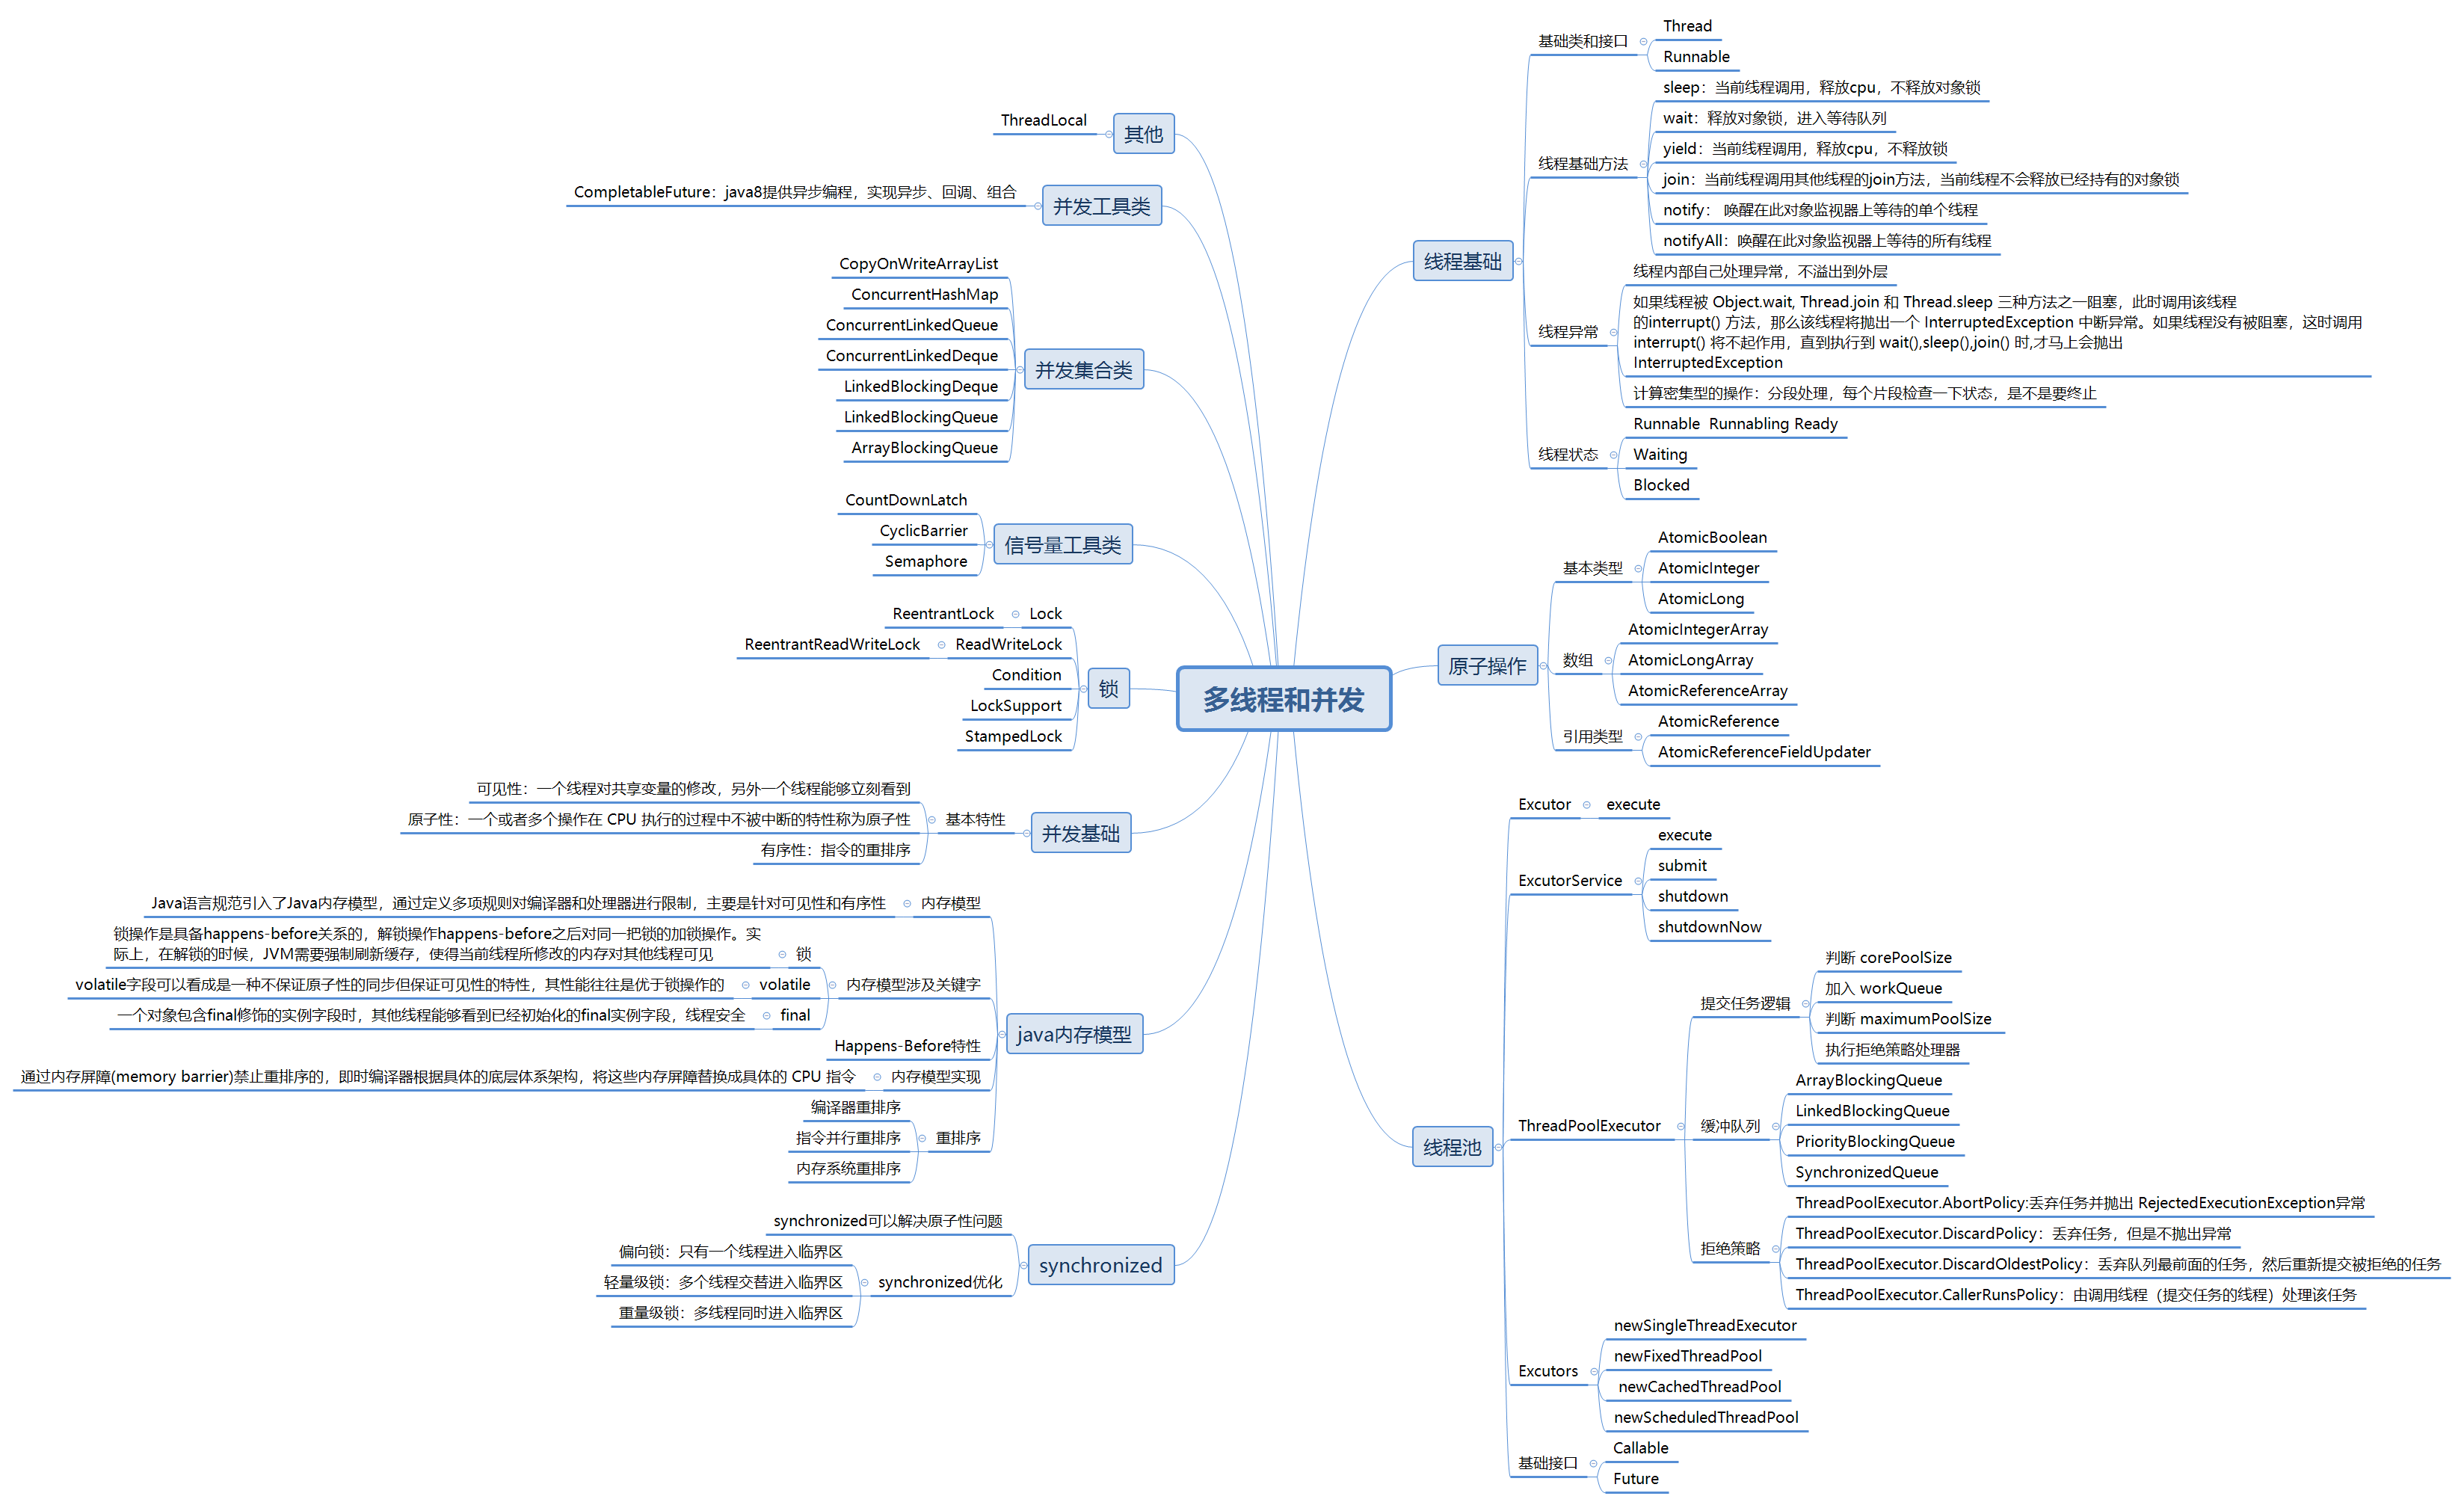 多线程和并发
线程基础
基础类和接口
Thread
Runnable
线程基础方法
sleep：当前线程调用，释放cpu，不释放对象锁
wait：释放对象锁，进入等待队列
yield：当前线程调用，释放cpu，不释放锁
join：当前线程调用其他线程的join方法，当前线程不会释放已经持有的对象锁
notify： 唤醒在此对象监视器上等待的单个线程
notifyAll：唤醒在此对象监视器上等待的所有线程
线程异常
线程内部自己处理异常，不溢出到外层
如果线程被 Object.wait, Thread.join 和 Thread.sleep 三种方法之一阻塞，此时调用该线程
的interrupt() 方法，那么该线程将抛出一个 InterruptedException 中断异常。如果线程没有被阻塞，这时调用
interrupt() 将不起作用，直到执行到 wait(),sleep(),join() 时,才马上会抛出
InterruptedException
计算密集型的操作：分段处理，每个片段检查一下状态，是不是要终止
线程状态
Runnable  Runnabling Ready
Waiting
Blocked
原子操作
基本类型
AtomicBoolean
AtomicInteger
AtomicLong
数组
AtomicIntegerArray
AtomicLongArray
AtomicReferenceArray
引用类型
AtomicReference
AtomicReferenceFieldUpdater
线程池
Excutor
execute
ExcutorService
execute
submit
shutdown
shutdownNow
ThreadPoolExecutor
提交任务逻辑
判断 corePoolSize
加入 workQueue
判断 maximumPoolSize
执行拒绝策略处理器
缓冲队列
ArrayBlockingQueue
LinkedBlockingQueue
PriorityBlockingQueue
SynchronizedQueue
拒绝策略
ThreadPoolExecutor.AbortPolicy:丢弃任务并抛出 RejectedExecutionException异常
ThreadPoolExecutor.DiscardPolicy：丢弃任务，但是不抛出异常
ThreadPoolExecutor.DiscardOldestPolicy：丢弃队列最前面的任务，然后重新提交被拒绝的任务
ThreadPoolExecutor.CallerRunsPolicy：由调用线程（提交任务的线程）处理该任务
Excutors
newSingleThreadExecutor
newFixedThreadPool
newCachedThreadPool
newScheduledThreadPool
基础接口
Callable
Future
其他
ThreadLocal
并发工具类
CompletableFuture：java8提供异步编程，实现异步、回调、组合
并发集合类
CopyOnWriteArrayList
ConcurrentHashMap
ConcurrentLinkedQueue
ConcurrentLinkedDeque
LinkedBlockingDeque
LinkedBlockingQueue
ArrayBlockingQueue
信号量工具类
CountDownLatch
CyclicBarrier
Semaphore
锁
Lock
ReentrantLock
ReadWriteLock
ReentrantReadWriteLock
Condition
LockSupport
StampedLock
并发基础
基本特性
可见性：一个线程对共享变量的修改，另外一个线程能够立刻看到
原子性：一个或者多个操作在 CPU 执行的过程中不被中断的特性称为原子性
有序性：指令的重排序
java内存模型
内存模型
Java语言规范引入了Java内存模型，通过定义多项规则对编译器和处理器进行限制，主要是针对可见性和有序性
内存模型涉及关键字
锁
锁操作是具备happens-before关系的，解锁操作happens-before之后对同一把锁的加锁操作。实
际上，在解锁的时候，JVM需要强制刷新缓存，使得当前线程所修改的内存对其他线程可见
volatile
volatile字段可以看成是一种不保证原子性的同步但保证可见性的特性，其性能往往是优于锁操作的
final
一个对象包含final修饰的实例字段时，其他线程能够看到已经初始化的final实例字段，线程安全
Happens-Before特性
内存模型实现
通过内存屏障(memory barrier)禁止重排序的，即时编译器根据具体的底层体系架构，将这些内存屏障替换成具体的 CPU 指令
重排序
编译器重排序
指令并行重排序
内存系统重排序
synchronized
synchronized可以解决原子性问题
synchronized优化
偏向锁：只有一个线程进入临界区
轻量级锁：多个线程交替进入临界区
重量级锁：多线程同时进入临界区